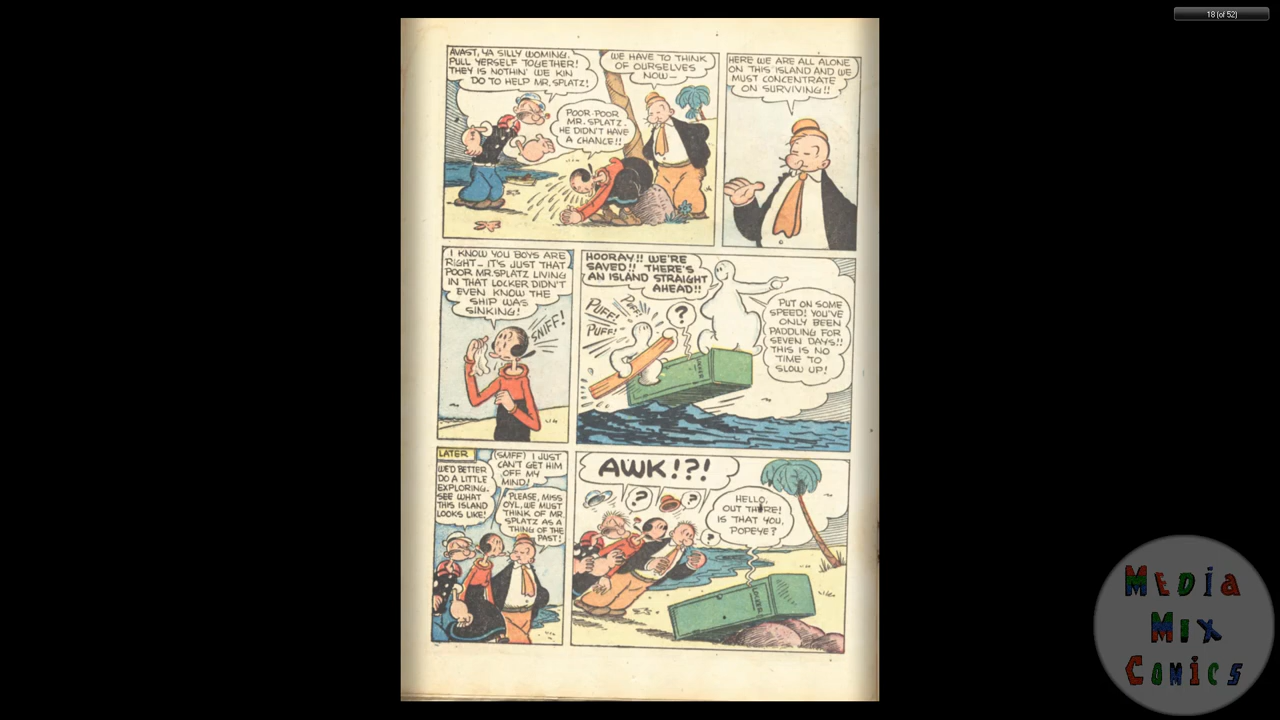 18 (of 52)
AVAST, YA SILLY WOMING,
PULL YERSELF TOGETHER!
THEY IS NOTHIN' WE KIN
DO TO HELP MR. SPLATZ!
POOR-POOR
MR. SPLATZ-
HE DIDN'T HAVE
A CHANCE!!
WE HAVE TO THINK
OF OURSELVES
NOW-
HERE WE ARE ALL ALONE
ON THIS ISLAND AND WE
MUST CONCENTRATE
ON SURVIVING!!
I KNOW YOU BOYS ARE
RIGHT- IT'S JUST THAT
POOR MR. SPLATZ LIVING
IN THAT LOCKER DIDN'T
EVEN KNOW THE
SHIP WAS
SINKING!
SNIFF!
HOORAY!! WE'RE
SAVED!! THERE'S
AN ISLAND STRAIGHT
AHEAD!!
PUFF!
PUFF!
PUFF!
?
PUT ON SOME
SPEED! YOU'VE
ONLY BEEN
PADDLING FOR
SEVEN DAYS!!
THIS IS NO
TIME TO
SLOW UP!
LOCKER
LATER
WE'D BETTER
DO A LITTLE
EXPLORING-
SEE WHAT
THIS ISLAND
LOOKS LIKE!
(SNIFF) I JUST
CAN'T GET HIM
OFF MY
MIND!
PLEASE, MISS
OYL, WE MUST
THINK OF MR.
SPLATZ AS A
THING OF THE
PAST!
AWK!?!
?
?
?
HELLO,
OUT THERE!
IS THAT YOU,
POPEYE?
LOCKER
MEDIA
MIX
COMICS